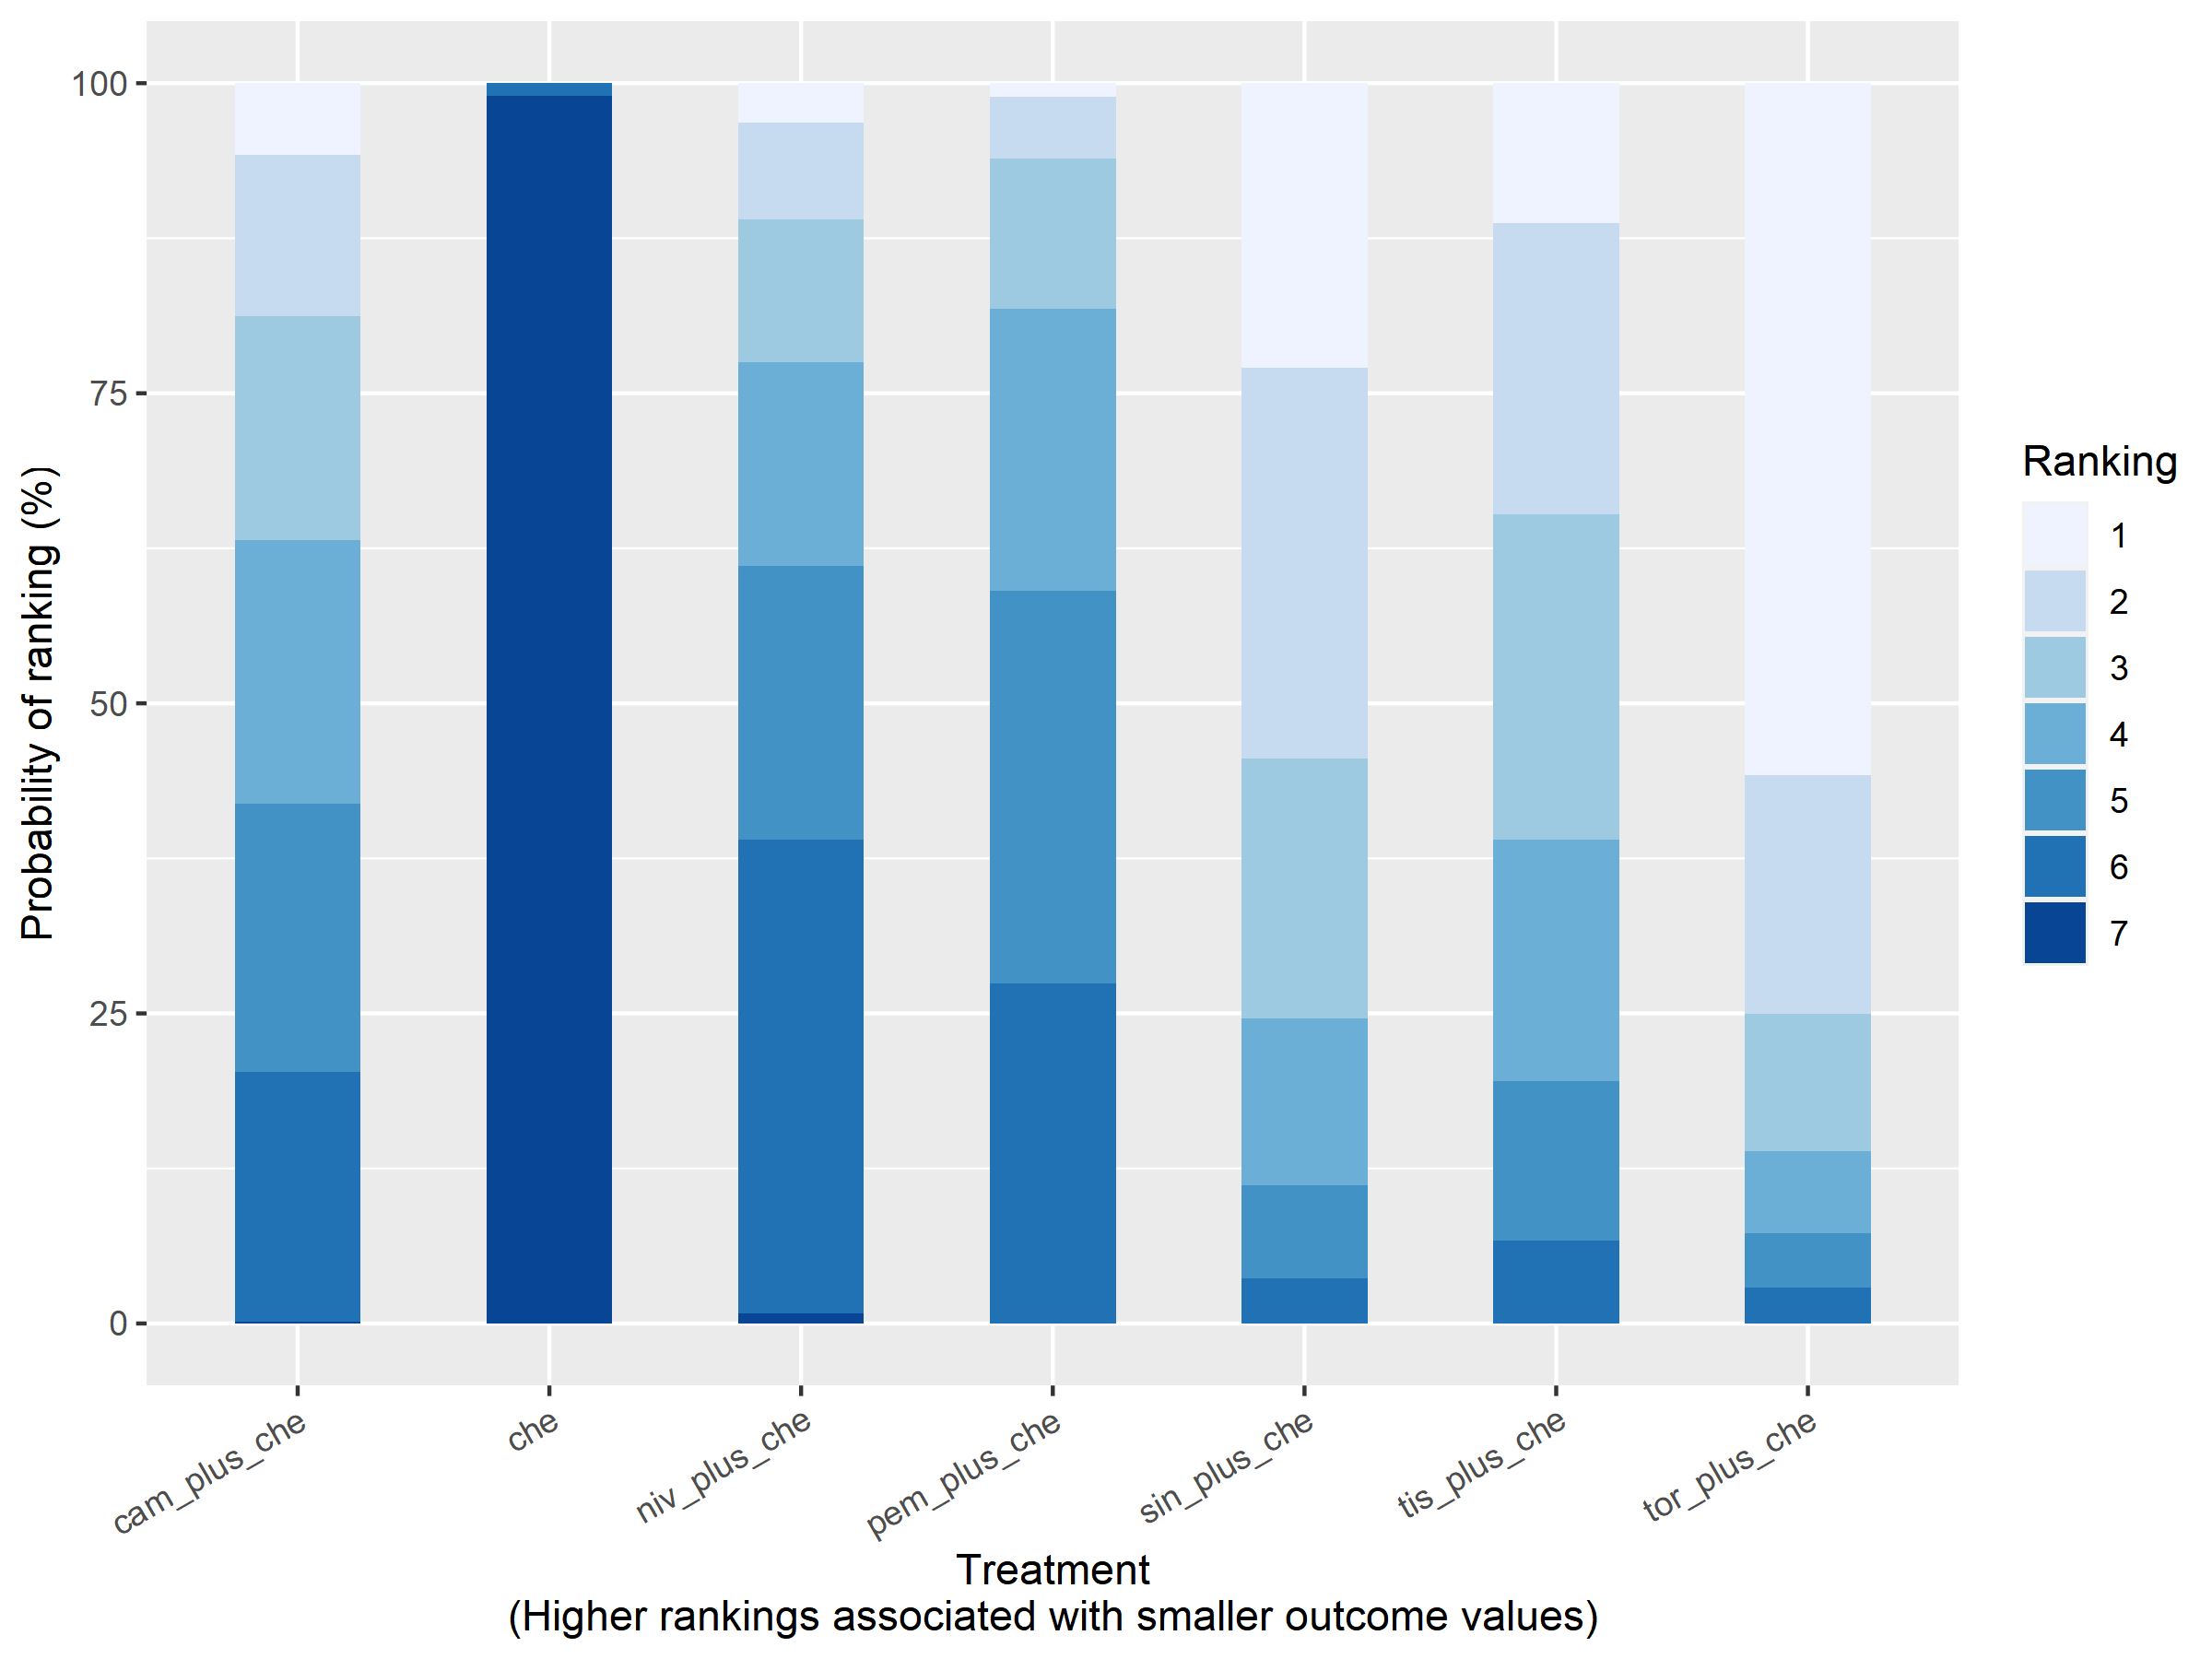 100
75
50
25
0
Probability of ranking (%)
cam_plus_che
che
niv_plus_che
pem_plus_che
sin_plus_che
tis_plus_che
tor_plus_che
Treatment
(Higher rankings associated with smaller outcome values)
Ranking
1
2
3
4
5
6
7